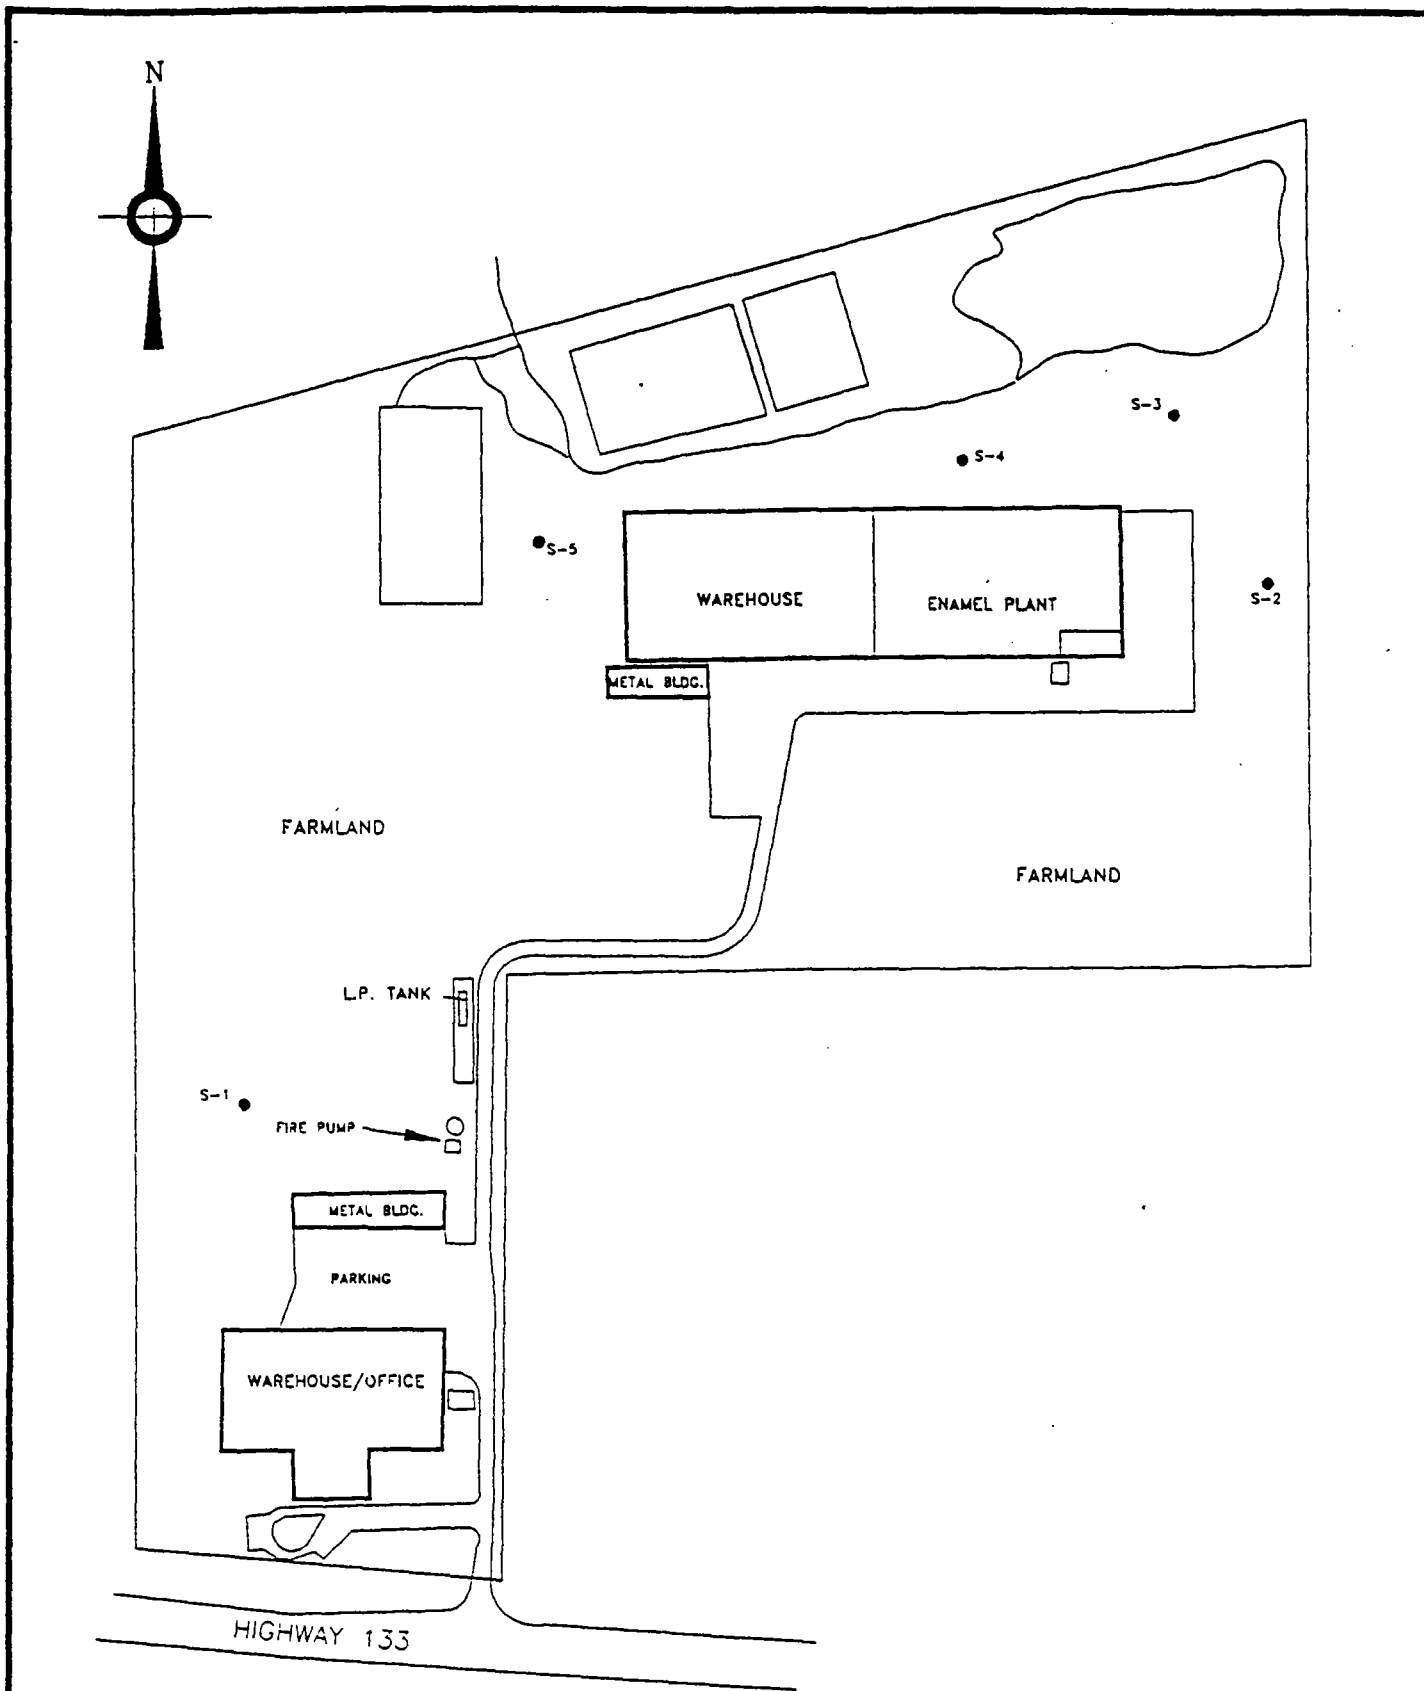 N
S-3
S-4
S-5
S-2
WAREHOUSE
ENAMEL PLANT
METAL BLDG.
FARMLAND
FARMLAND
L.P. TANK
S-1
FIRE PUMP
METAL BLDG.
PARKING
WAREHOUSE/OFFICE
HIGHWAY 133